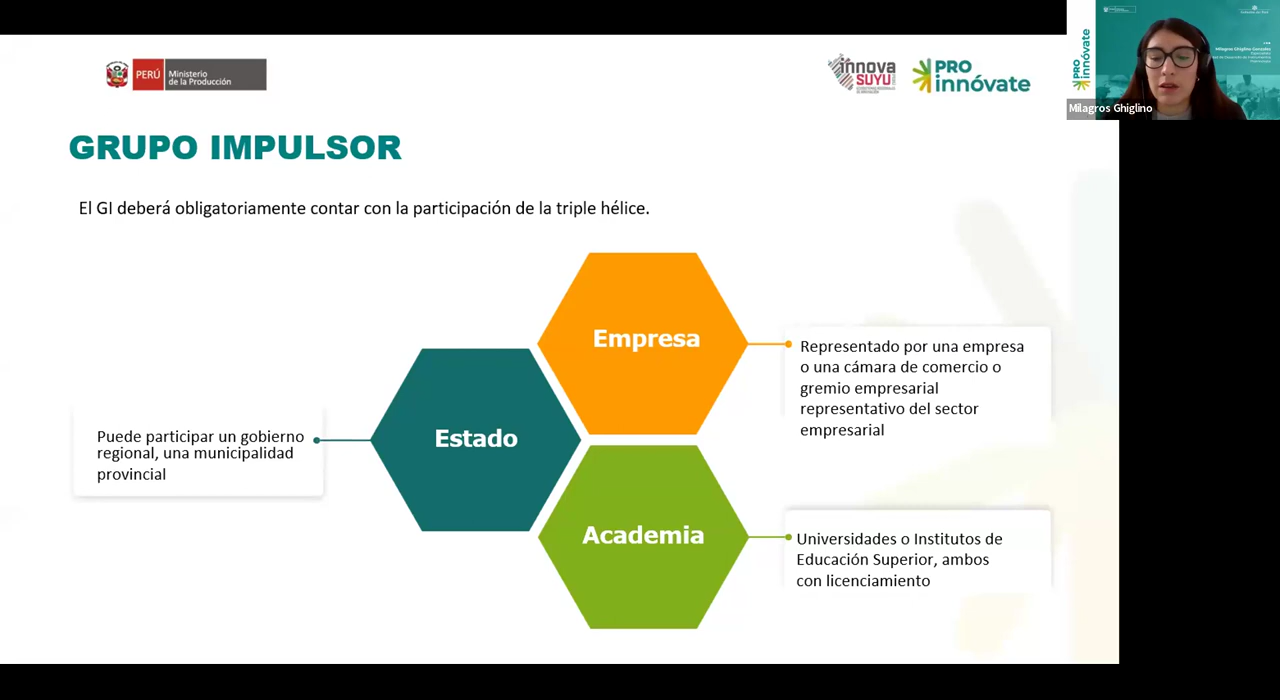 PERÚ
Ministerio
de la Producción
innova
SUYU
PRO
innóvate
PRO
innóvate
Milagros Ghiglino
GRUPO IMPULSOR
El GI deberá obligatoriamente contar con la participación de la triple hélice.
Empresa
Representado por una empresa
o una cámara de comercio o
gremio empresarial
representativo del sector
empresarial
Estado
Puede participar un gobierno
regional, una municipalidad
provincial
Academia
Universidades o Institutos de
Educación Superior, ambos
con licenciamiento